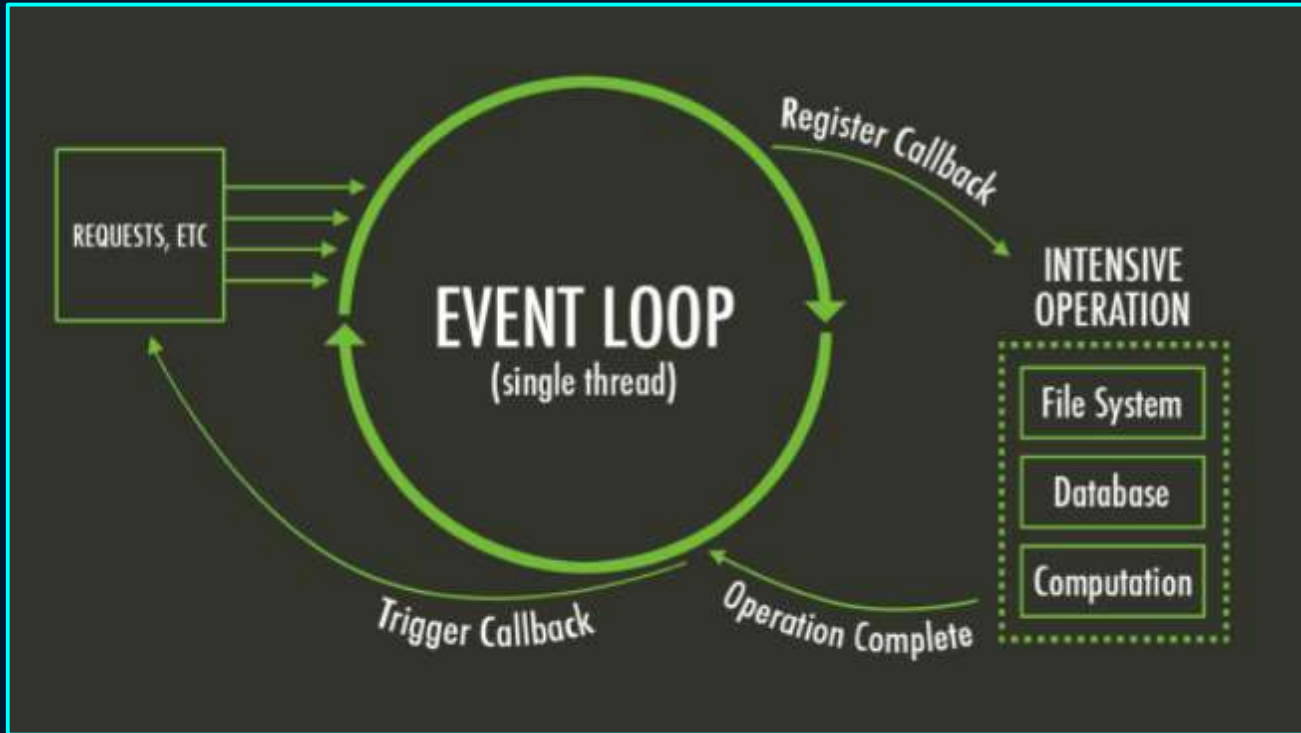 REQUESTS, ETC
EVENT LOOP
(single thread)
Register Callback
INTENSIVE
OPERATION
File System
Database
Computation
Operation Complete
Trigger Callback